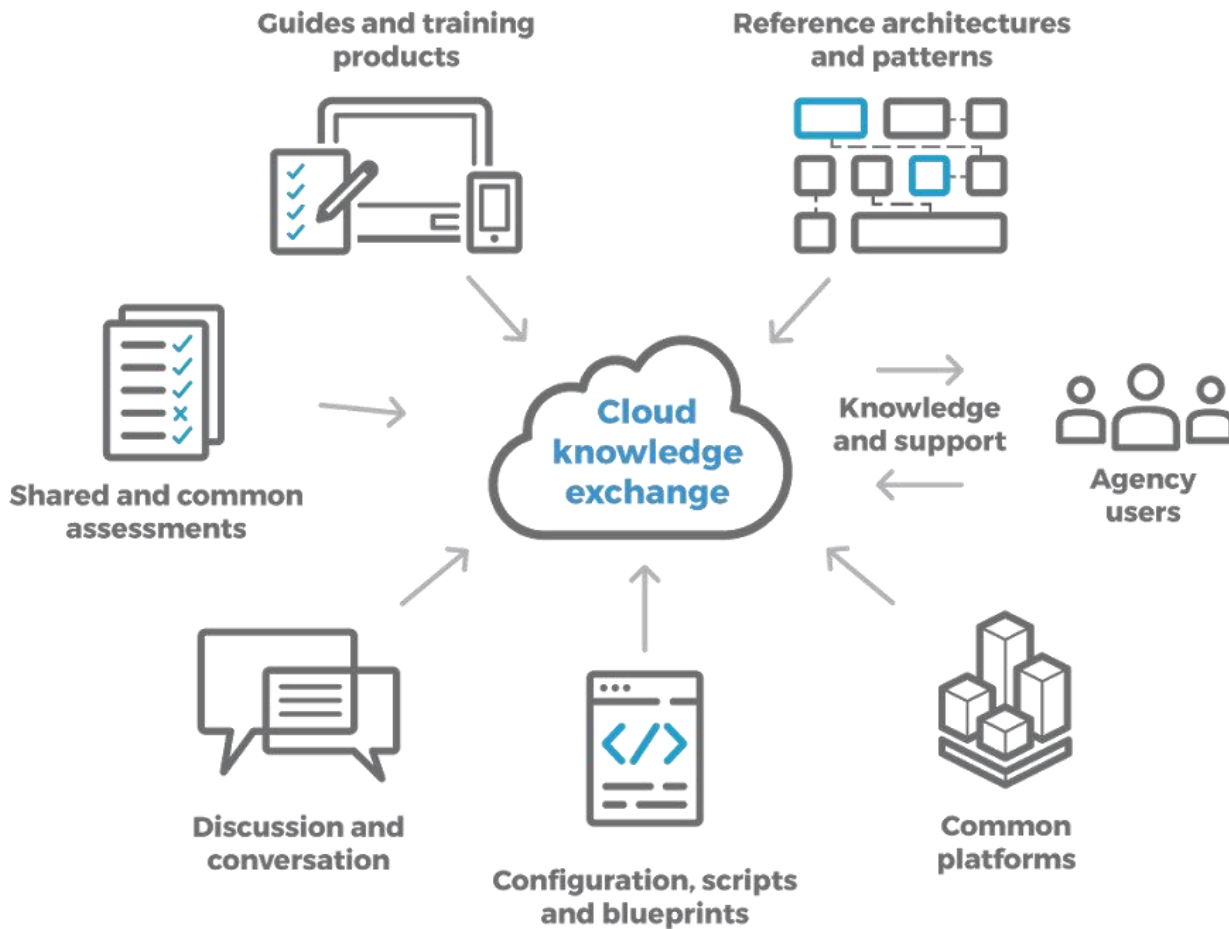 Guides and training
products
Reference architectures
and patterns
Cloud
knowledge
exchange
Knowledge
and support
Agency
users
Shared and common
assessments
Discussion and
conversation
Configuration, scripts
and blueprints
Common
platforms